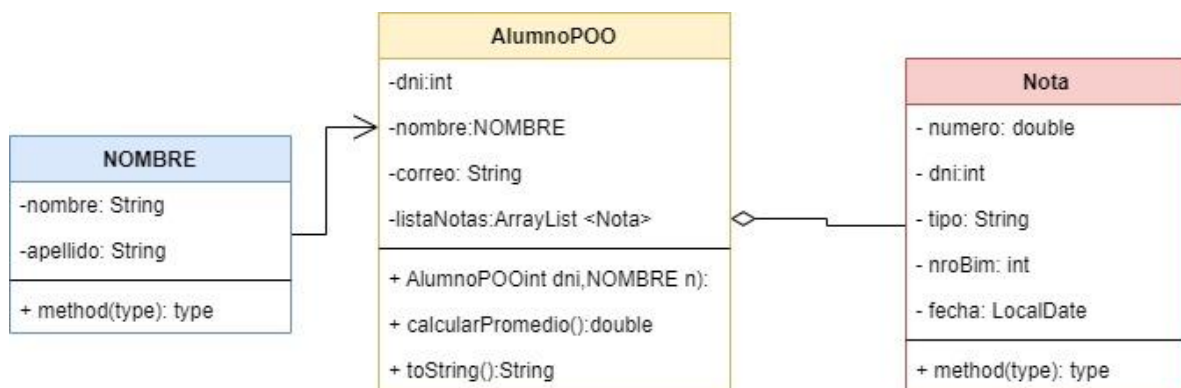 NOMBRE
-nombre: String
-apellido: String
+ method(type): type
AlumnoPOO
-dni:int
-nombre:NOMBRE
-correo: String
-listaNotas:ArrayList <Nota>
+ AlumnoPOOint dni,NOMBRE n):
+ calcularPromedio():double
+ toString():String
Nota
- numero: double
- dni:int
- tipo: String
- nroBim: int
- fecha: LocalDate
+ method(type): type